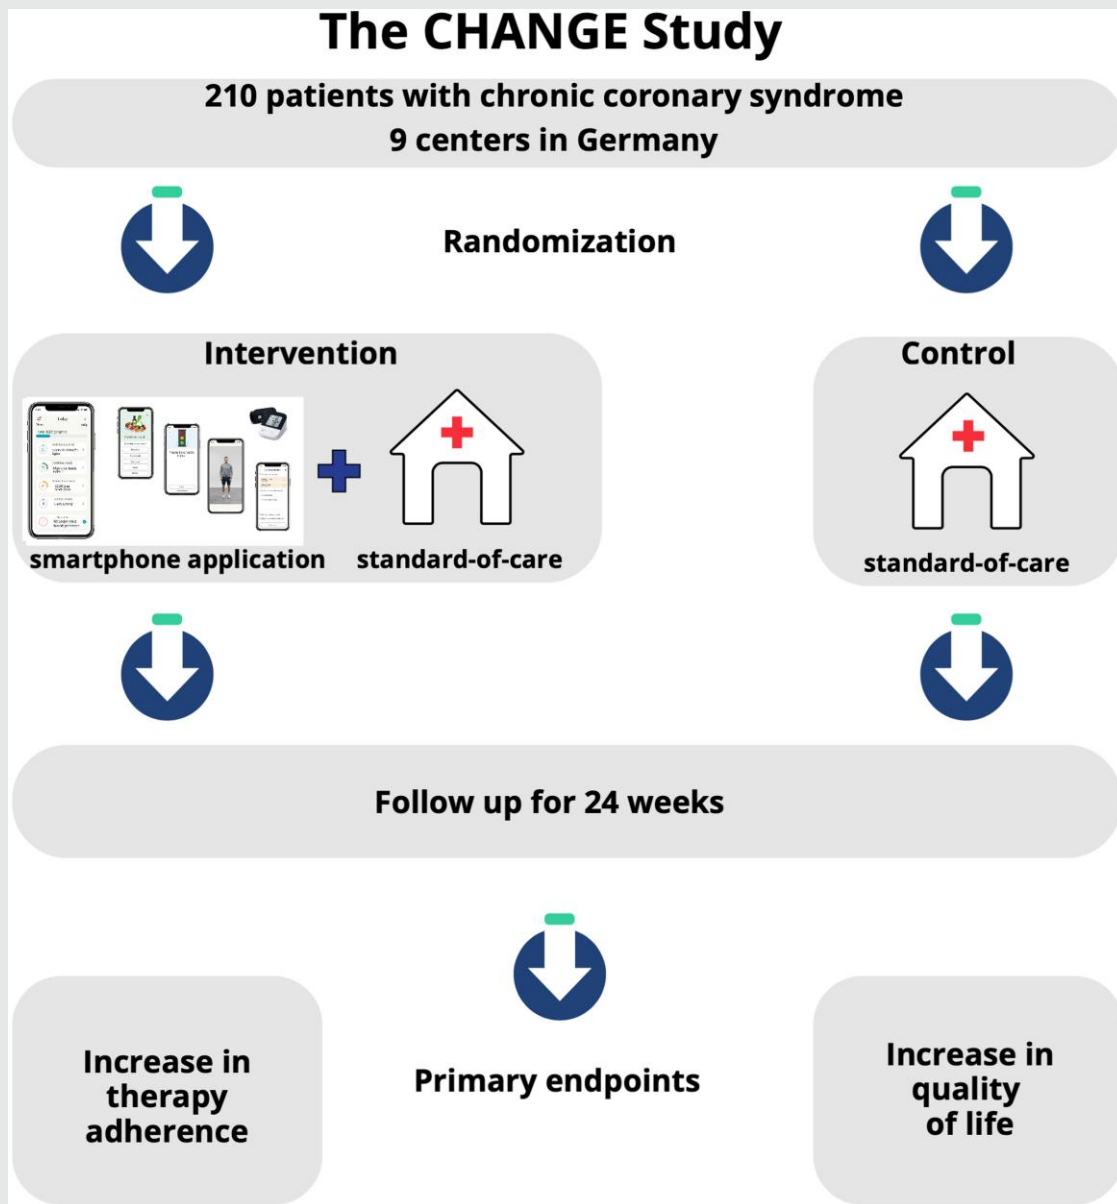 The CHANGE Study
210 patients with chronic coronary syndrome
9 centers in Germany
Randomization
Intervention
smartphone application
standard-of-care
Control
standard-of-care
Follow up for 24 weeks
Primary endpoints
Increase in
therapy
adherence
Increase in
quality
of life